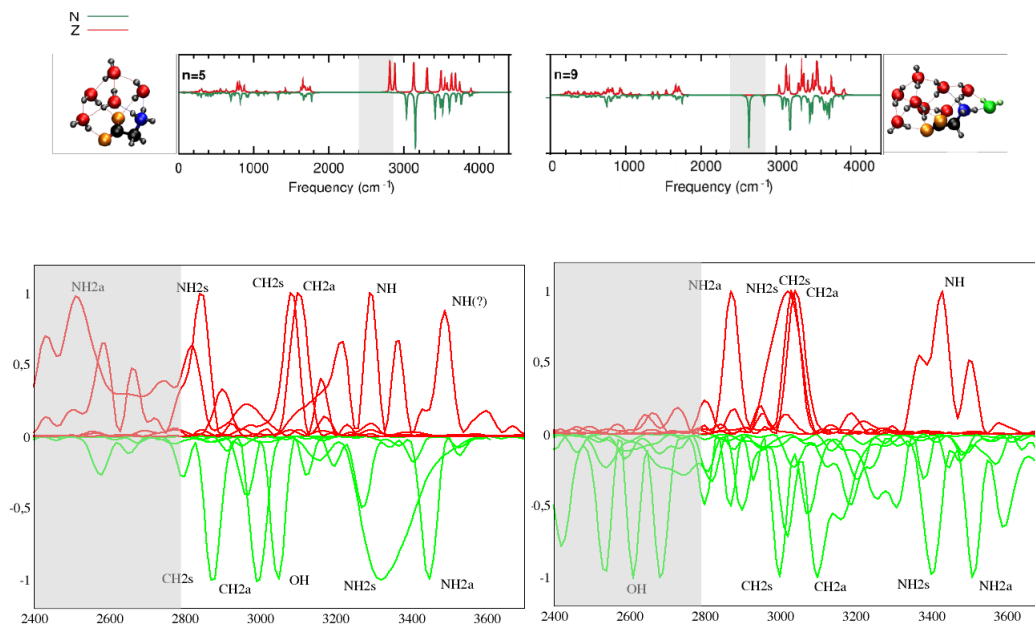 N
Z
n=5
n=9
0 1000 2000 3000 4000
0 1000 2000 3000 4000
Frequency (cm-1)
Frequency (cm-1)
NH2a
NH2s
CH2s
CH2a
NH
NH(?)
1
0,5
0
-0,5
-1
CH2s
CH2a
OH
NH2s
NH2a
2400 2600 2800 3000 3200 3400 3600
NH2a
NH2s
CH2s
CH2a
NH
1
0,5
0
-0,5
-1
OH
CH2s
CH2a
NH2s
NH2a
2400 2600 2800 3000 3200 3400 3600